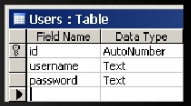 Users : Table
Field Name Data Type
id AutoNumber
username Text
password Text